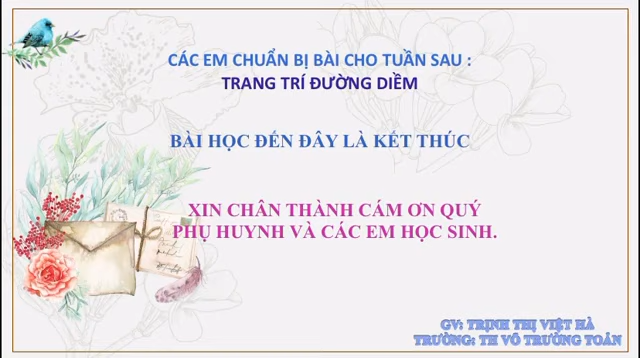 CÁC EM CHUẨN BỊ BÀI CHO TUẦN SAU :
TRANG TRÍ ĐƯỜNG DIỀM
BÀI HỌC ĐẾN ĐÂY LÀ KẾT THÚC
XIN CHÂN THÀNH CÁM ƠN QUÝ
PHỤ HUYNH VÀ CÁC EM HỌC SINH.
GV: TRỊNH THỊ VIỆT HÀ
TRƯỜNG: TH VÕ TRƯỜNG TOẢN